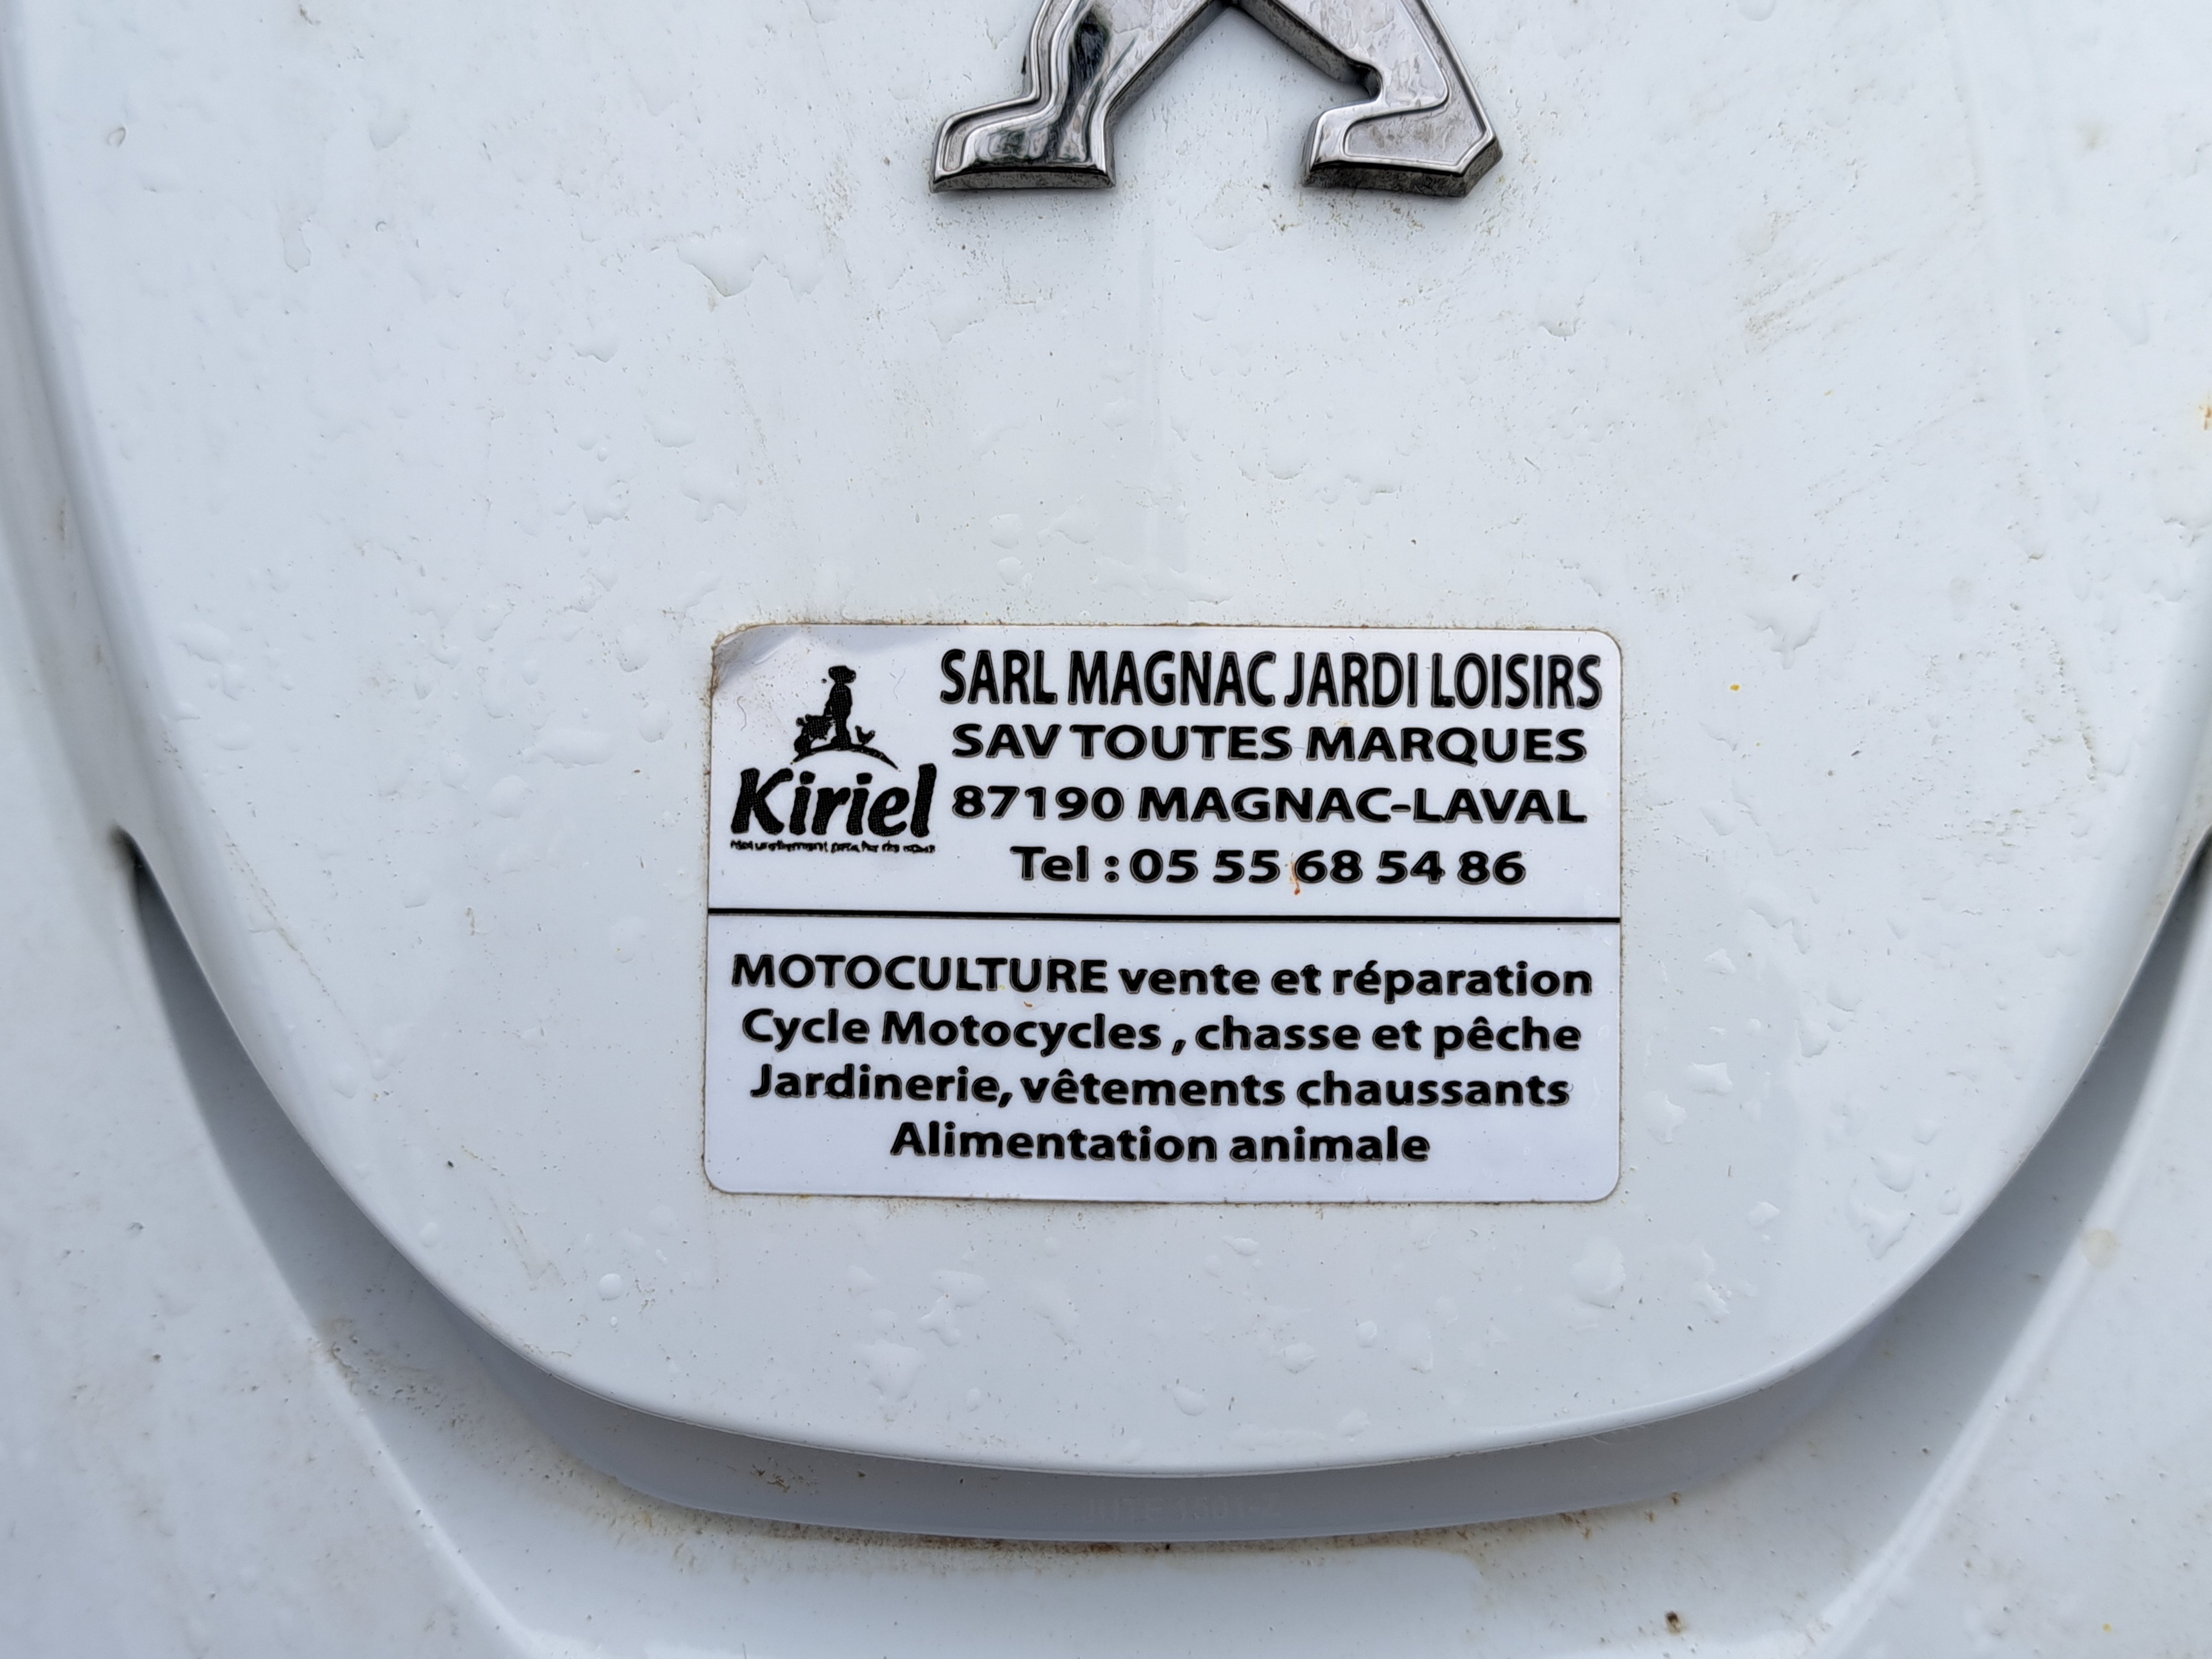 SARL MAGNAC JARDI LOISIRS
SAV TOUTES MARQUES
Kiriel
87190 MAGNAC-LAVAL
Tel : 05 55 68 54 86
MOTOCULTURE vente et réparation
Cycle Motocycles , chasse et pêche
Jardinerie, vêtements chaussants
Alimentation animale